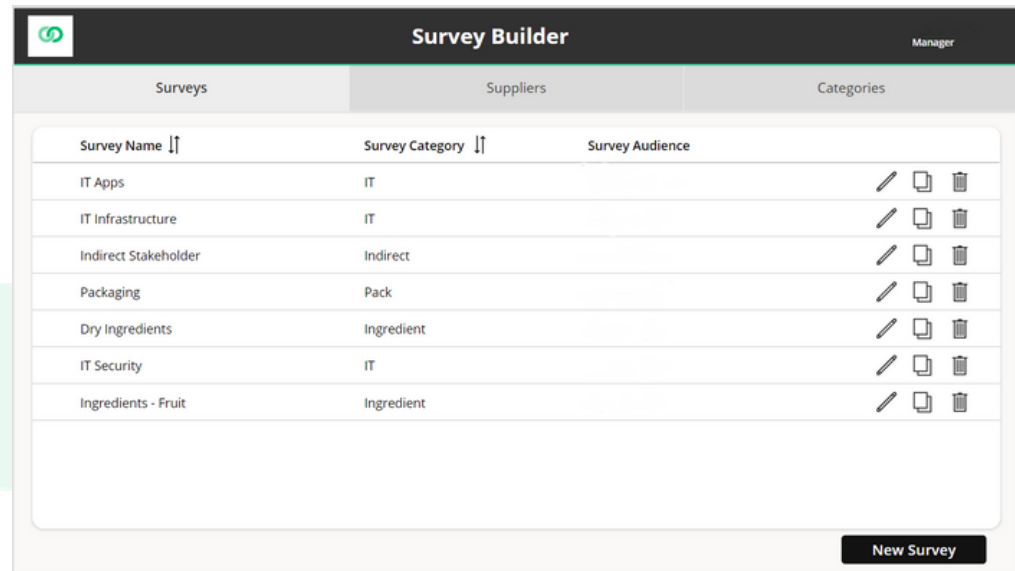 Survey Builder
Manager
Surveys Suppliers Categories
Survey Name Survey Category Survey Audience
IT Apps IT
IT Infrastructure IT
Indirect Stakeholder Indirect
Packaging Pack
Dry Ingredients Ingredient
IT Security IT
Ingredients - Fruit Ingredient
New Survey